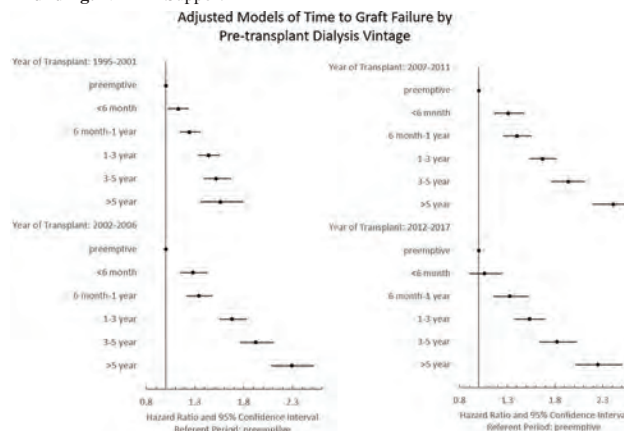 Adjusted Models of Time to Graft Failure by
Pre-transplant Dialysis Vintage
Year of Transplant: 1995-2001
preemptive
<6 month
6 month-1 year
1-3 year
3-5 year
>5 year
Year of Transplant: 2002-2006
preemptive
<6 month
6 month-1 year
1-3 year
3-5 year
>5 year
0.8 1.3 1.8 2.3
Hazard Ratio and 95% Confidence Interval
Referent Period: preemptive
Year of Transplant: 2007-2011
preemptive
<6 month
6 month-1 year
1-3 year
3-5 year
>5 year
Year of Transplant: 2012-2017
preemptive
<6 month
6 month-1 year
1-3 year
3-5 year
>5 year
0.8 1.3 1.8 2.3
Hazard Ratio and 95% Confidence Interval
Referent Period: preemptive